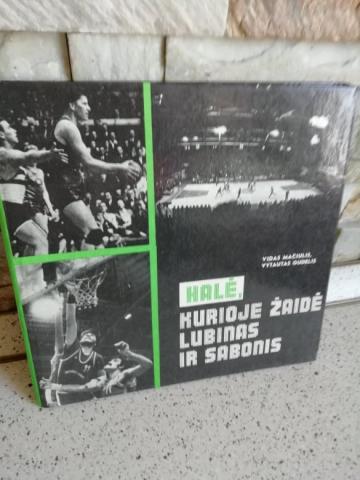 VIDAS MAČIULIS,
VYTAUTAS GUDELIS
HALĖ,
KURIOJE ŽAIDĖ
LUBINAS
IR SABONIS